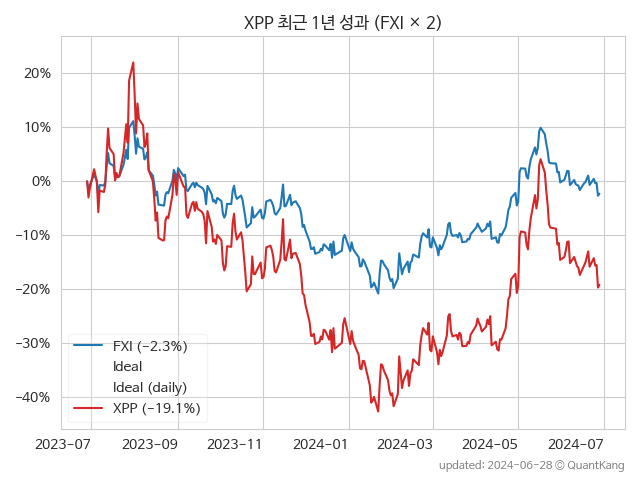 XPP 최근 1년 성과 (FXI × 2)
20%
10%
0%
−10%
−20%
−30%
−40%
FXI (−2.3%)
Ideal
Ideal (daily)
XPP (−19.1%)
2023-07
2023-09
2023-11
2024-01
2024-03
2024-05
2024-07
updated: 2024-06-28 © QuantKang